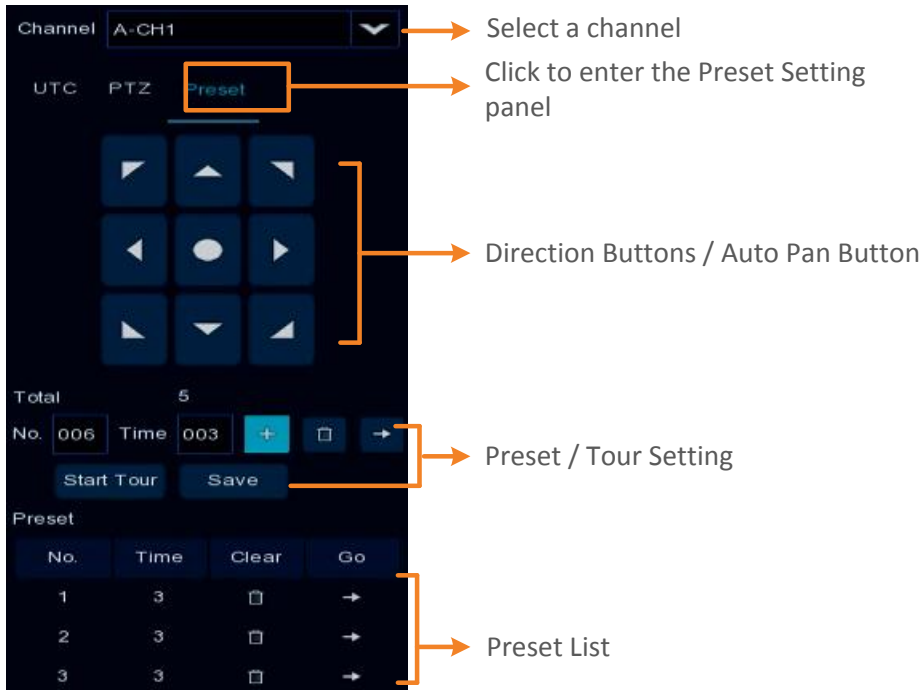 Channel A-CH1 Select a channel
UTC PTZ Preset Click to enter the Preset Setting
panel
Direction Buttons / Auto Pan Button
Total 5
No. 006 Time 003 +
Preset / Tour Setting
Start Tour Save
Preset
No. Time Clear Go
1 3
2 3
Preset List
3 3